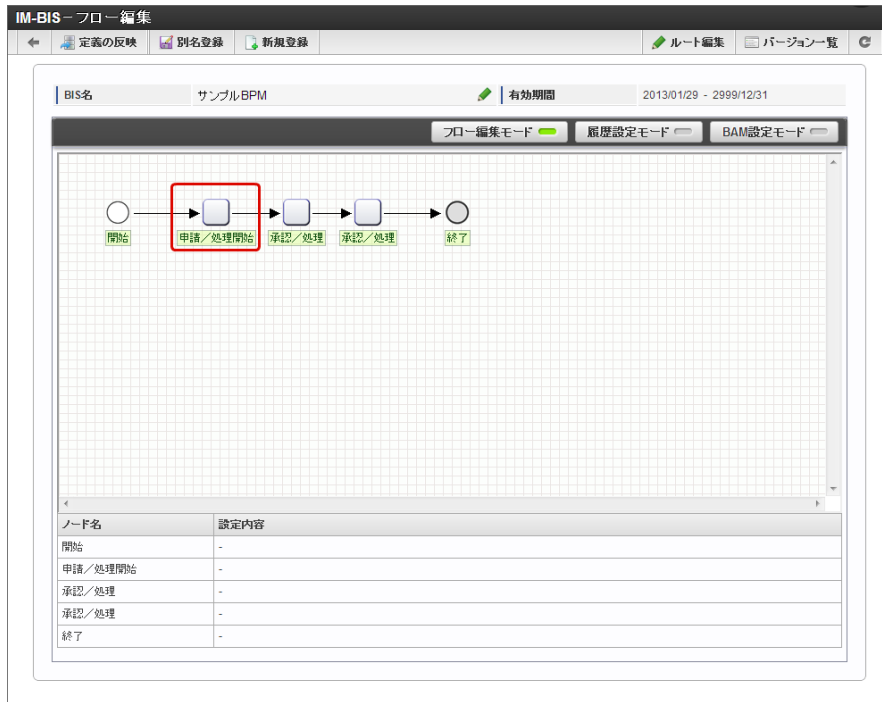 IM-BIS－フロー編集
定義の反映 別名登録 新規登録 ルート編集 バージョン一覧
BIS名 サンプルBPM 有効期間 2013/01/29 - 2999/12/31
フロー編集モード 履歴設定モード BAM設定モード
開始 申請／処理開始 承認／処理 承認／処理 終了
ノード名 設定内容
開始 -
申請／処理開始 -
承認／処理 -
承認／処理 -
終了 -